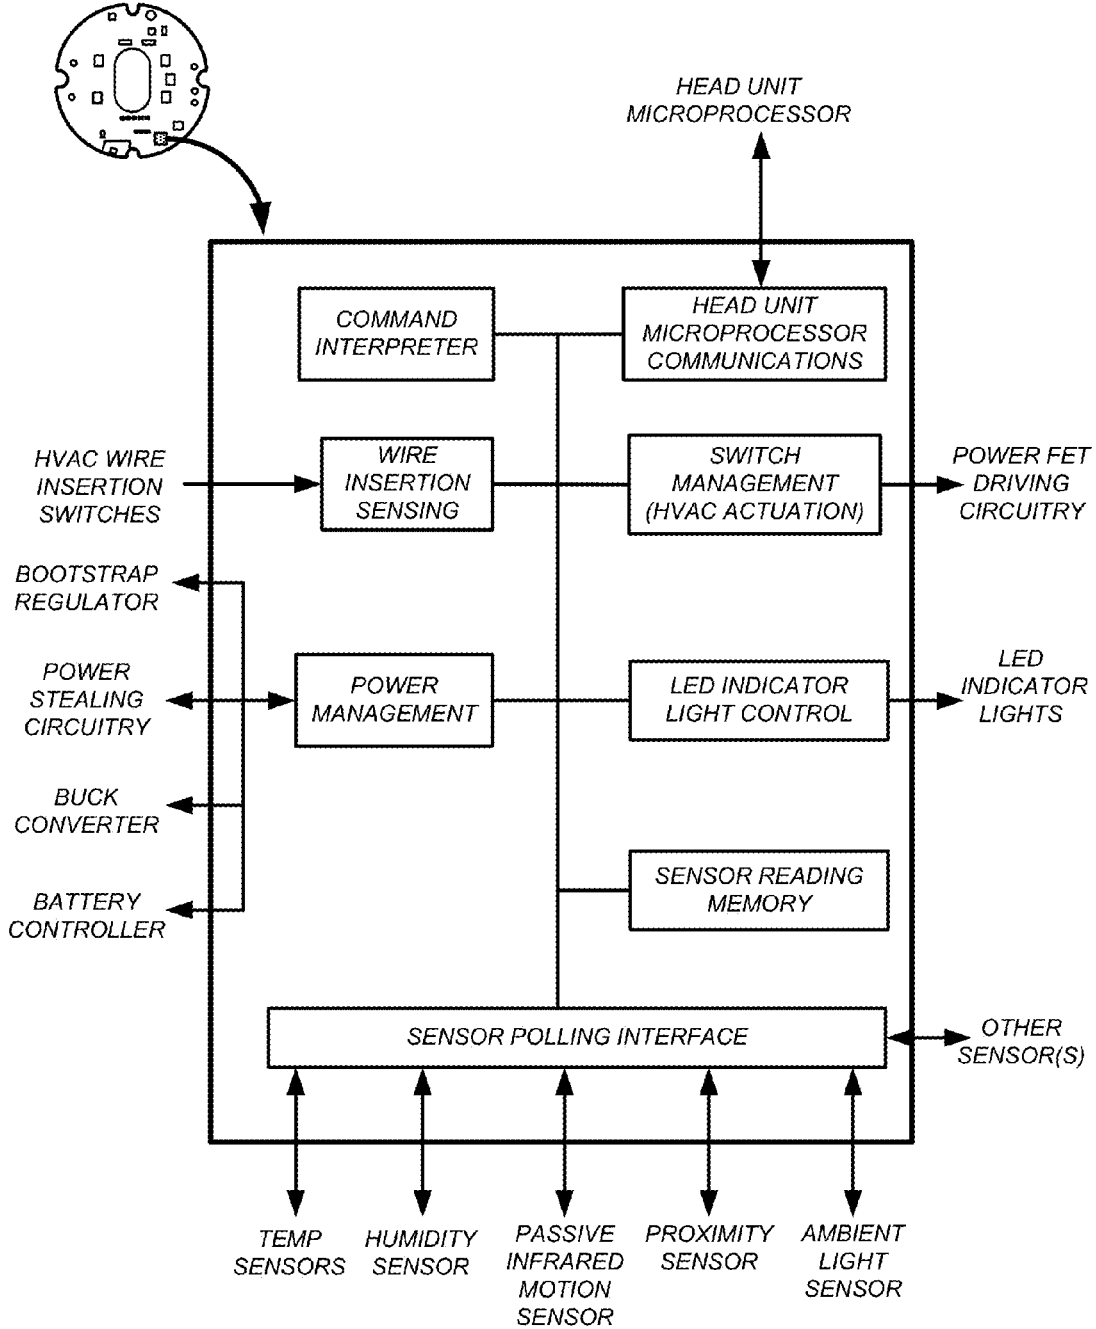 HEAD UNIT
MICROPROCESSOR
COMMAND
INTERPRETER
HEAD UNIT
MICROPROCESSOR
COMMUNICATIONS
HVAC WIRE
INSERTION
SWITCHES
WIRE
INSERTION
SENSING
SWITCH
MANAGEMENT
(HVAC ACTUATION)
POWER FET
DRIVING
CIRCUITRY
BOOTSTRAP
REGULATOR
POWER
STEALING
CIRCUITRY
POWER
MANAGEMENT
LED INDICATOR
LIGHT CONTROL
LED
INDICATOR
LIGHTS
BUCK
CONVERTER
BATTERY
CONTROLLER
SENSOR READING
MEMORY
SENSOR POLLING INTERFACE
OTHER
SENSOR(S)
TEMP
SENSORS
HUMIDITY
SENSOR
PASSIVE
INFRARED
MOTION
SENSOR
PROXIMITY
SENSOR
AMBIENT
LIGHT
SENSOR